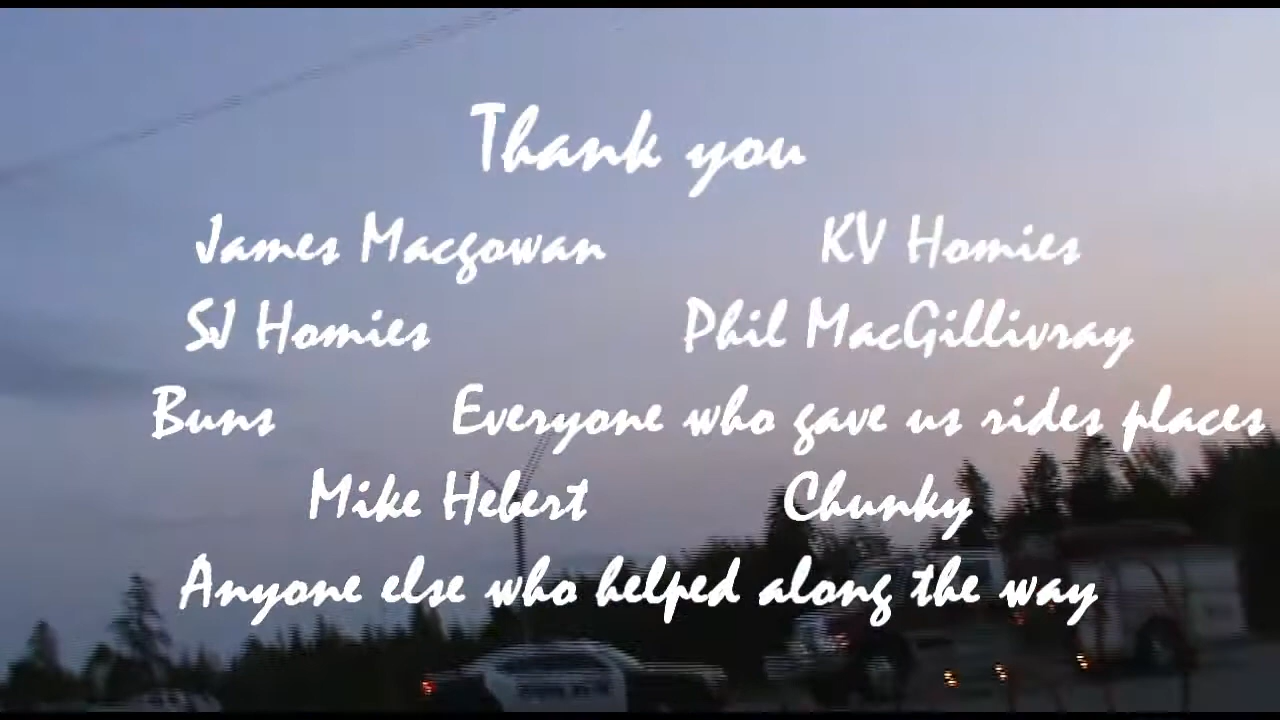 Thank you
James Macgowan KV Homies
SJ Homies Phil MacGillivray
Buns Everyone who gave us rides places
Mike Hebert Chunky
Anyone else who helped along the way